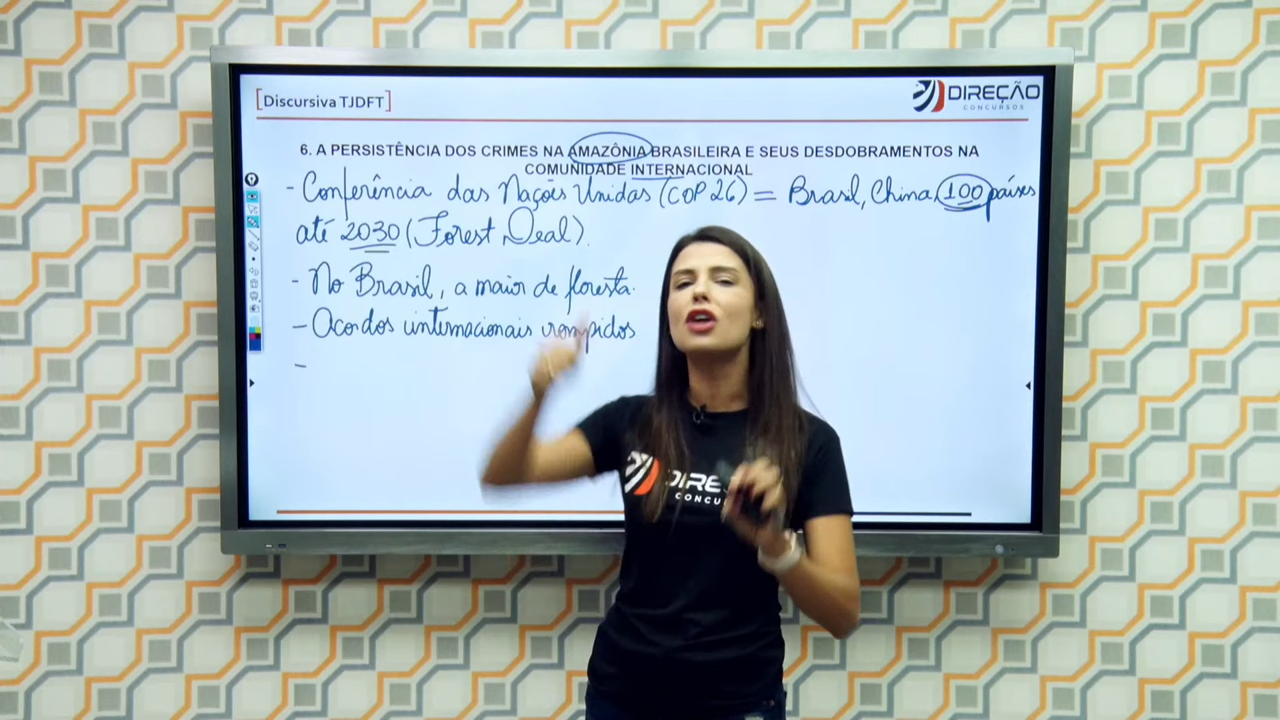 [Discursiva TJDFT]
DIREÇÃO
CONCURSOS
6. A PERSISTÊNCIA DOS CRIMES NA AMAZÔNIA BRASILEIRA E SEUS DESDOBRAMENTOS NA
COMUNIDADE INTERNACIONAL
- Conferência das Nações Unidas (COP 26) = Brasil, China, 100 países
até 2030 (Forest Deal).
- No Brasil, a maior de floresta.
- Acordos internacionais rompidos
-
DIRE
CONCU